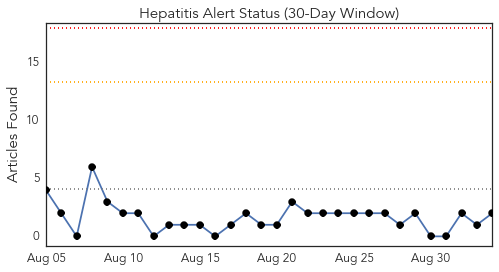 Hepatitis Alert Status (30-Day Window)
Articles Found
15
10
5
0
Aug 05 Aug 10 Aug 15 Aug 20 Aug 25 Aug 30